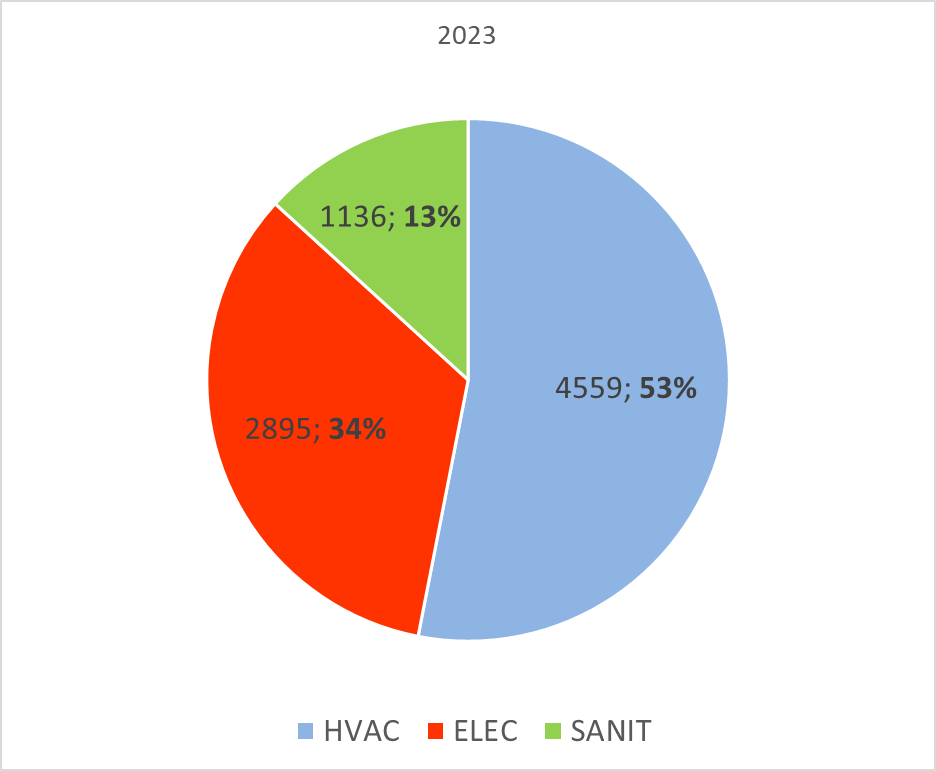 2023
1136; 13%
4559; 53%
2895; 34%
HVAC ELEC SANIT